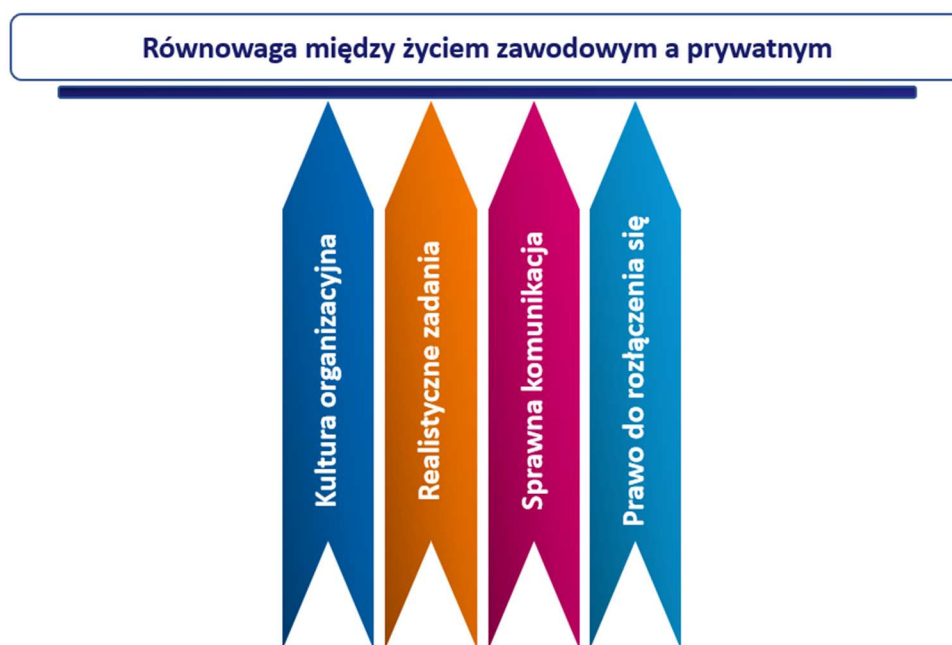 Równowaga między życiem zawodowym a prywatnym
Kultura organizacyjna
Realistyczne zadania
Sprawna komunikacja
Prawo do rozłączenia się